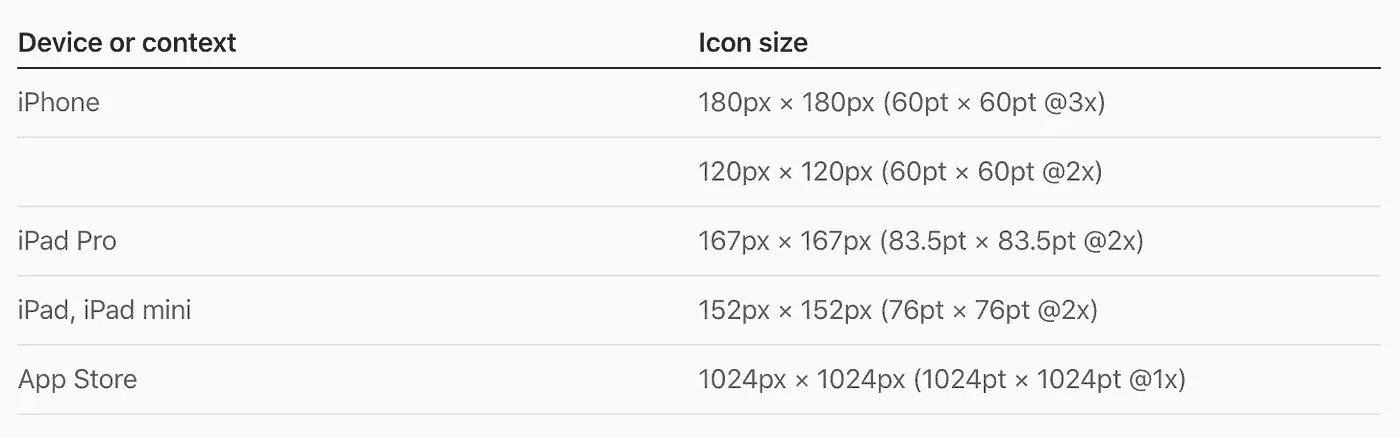 Device or context Icon size
iPhone 180px × 180px (60pt × 60pt @3x)
120px × 120px (60pt × 60pt @2x)
iPad Pro 167px × 167px (83.5pt × 83.5pt @2x)
iPad, iPad mini 152px × 152px (76pt × 76pt @2x)
App Store 1024px × 1024px (1024pt × 1024pt @1x)